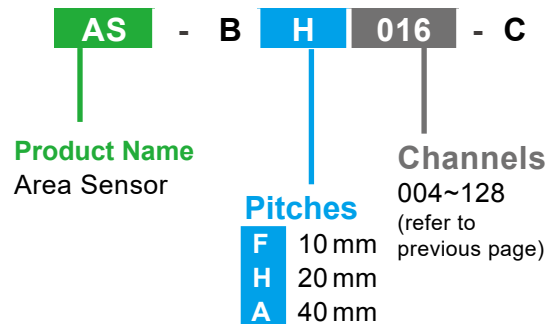 AS - B H 016 - C
Product Name
Area Sensor
Pitches
F 10 mm
H 20 mm
A 40 mm
Channels
004~128
(refer to
previous page)